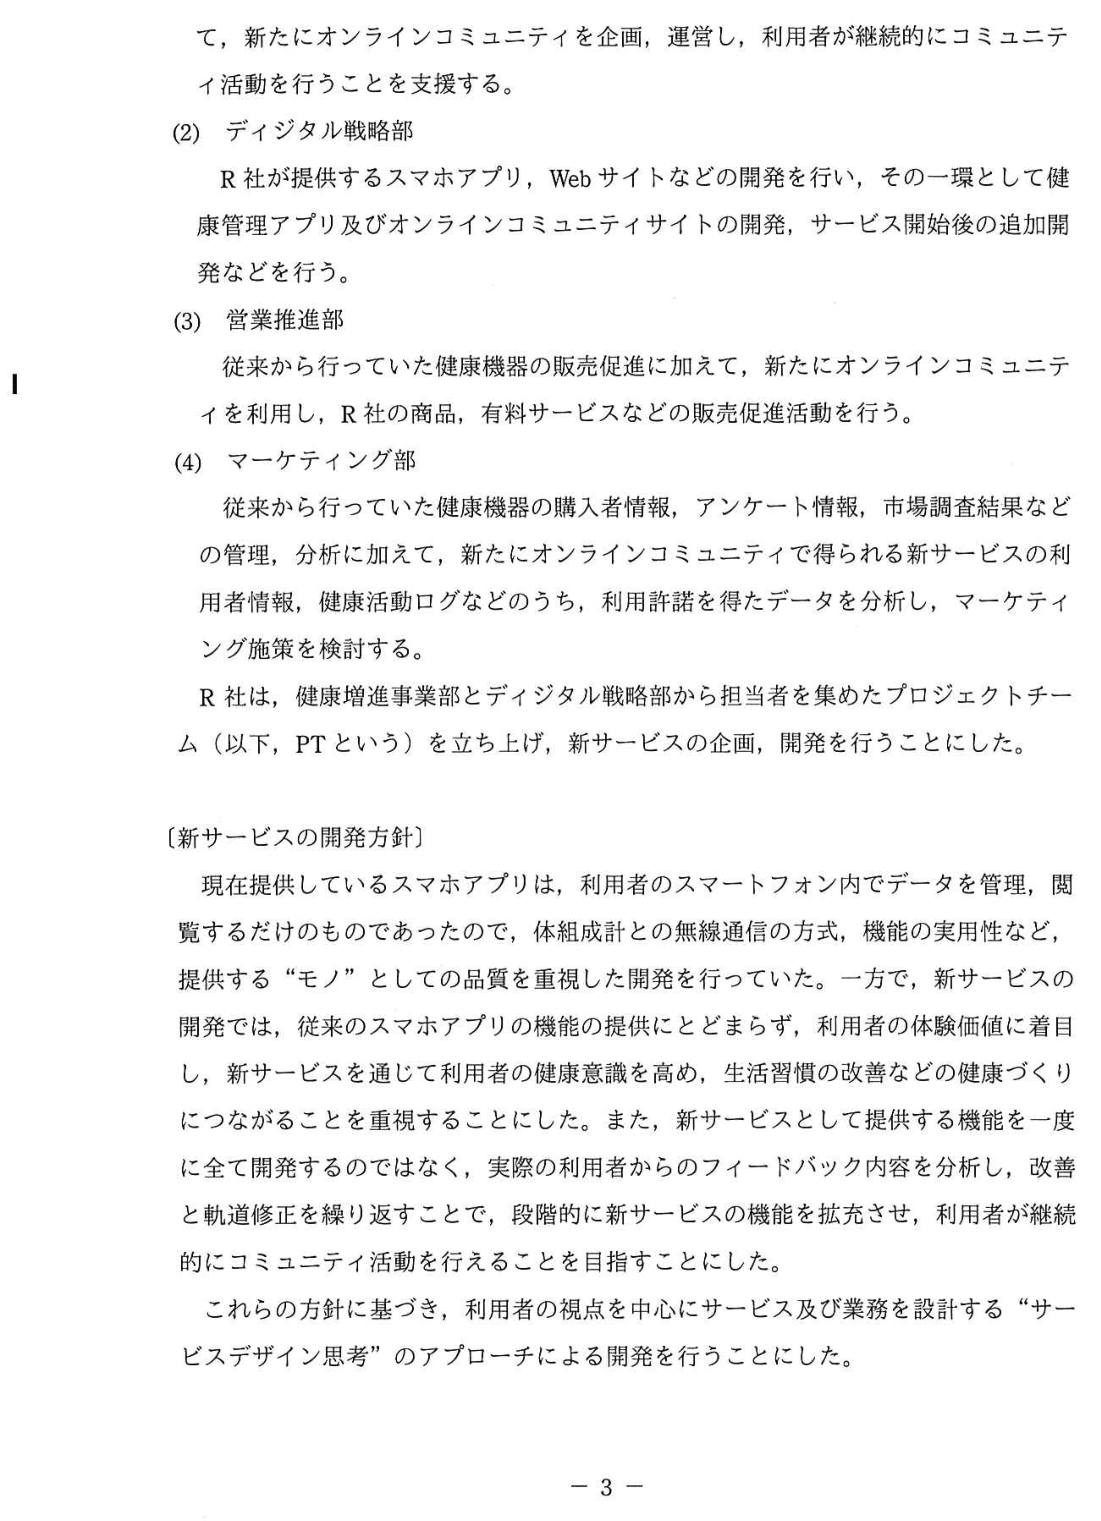 て，新たにオンラインコミュニティを企画，運営し，利用者が継続的にコミュニテ
ィ活動を行うことを支援する。
(2)　ディジタル戦略部
R 社が提供するスマホアプリ，Web サイトなどの開発を行い，その一環として健
康管理アプリ及びオンラインコミュニティサイトの開発，サービス開始後の追加開
発などを行う。
(3)　営業推進部
従来から行っていた健康機器の販売促進に加えて，新たにオンラインコミュニテ
ィを利用し，R 社の商品，有料サービスなどの販売促進活動を行う。
(4)　マーケティング部
従来から行っていた健康機器の購入者情報，アンケート情報，市場調査結果など
の管理，分析に加えて，新たにオンラインコミュニティで得られる新サービスの利
用者情報，健康活動ログなどのうち，利用許諾を得たデータを分析し，マーケティ
ング施策を検討する。
R 社は，健康増進事業部とディジタル戦略部から担当者を集めたプロジェクトチー
ム（以下，PT という）を立ち上げ，新サービスの企画，開発を行うことにした。
〔新サービスの開発方針〕
現在提供しているスマホアプリは，利用者のスマートフォン内でデータを管理，閲
覧するだけのものであったので，体組成計との無線通信の方式，機能の実用性など，
提供する“モノ”としての品質を重視した開発を行っていた。一方で，新サービスの
開発では，従来のスマホアプリの機能の提供にとどまらず，利用者の体験価値に着目
し，新サービスを通じて利用者の健康意識を高め，生活習慣の改善などの健康づくり
につながることを重視することにした。また，新サービスとして提供する機能を一度
に全て開発するのではなく，実際の利用者からのフィードバック内容を分析し，改善
と軌道修正を繰り返すことで，段階的に新サービスの機能を拡充させ，利用者が継続
的にコミュニティ活動を行えることを目指すことにした。
これらの方針に基づき，利用者の視点を中心にサービス及び業務を設計する“サー
ビスデザイン思考”のアプローチによる開発を行うことにした。
－ 3 －